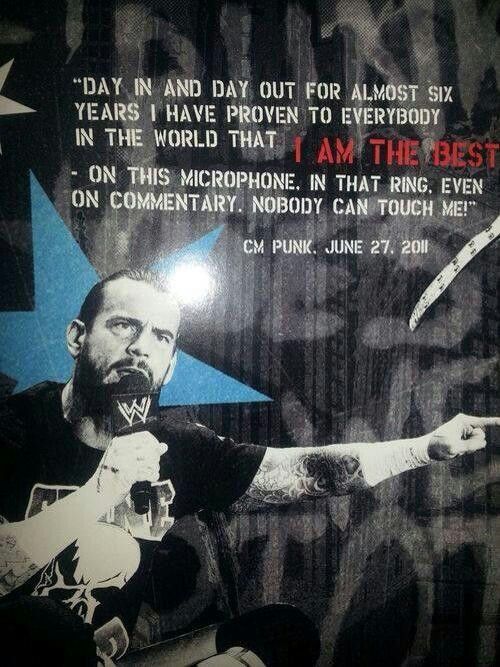 “DAY IN AND DAY OUT FOR ALMOST SIX
YEARS I HAVE PROVEN TO EVERYBODY
IN THE WORLD THAT I AM THE BEST
- ON THIS MICROPHONE, IN THAT RING, EVEN
ON COMMENTARY. NOBODY CAN TOUCH ME!”
CM PUNK, JUNE 27, 2011
W